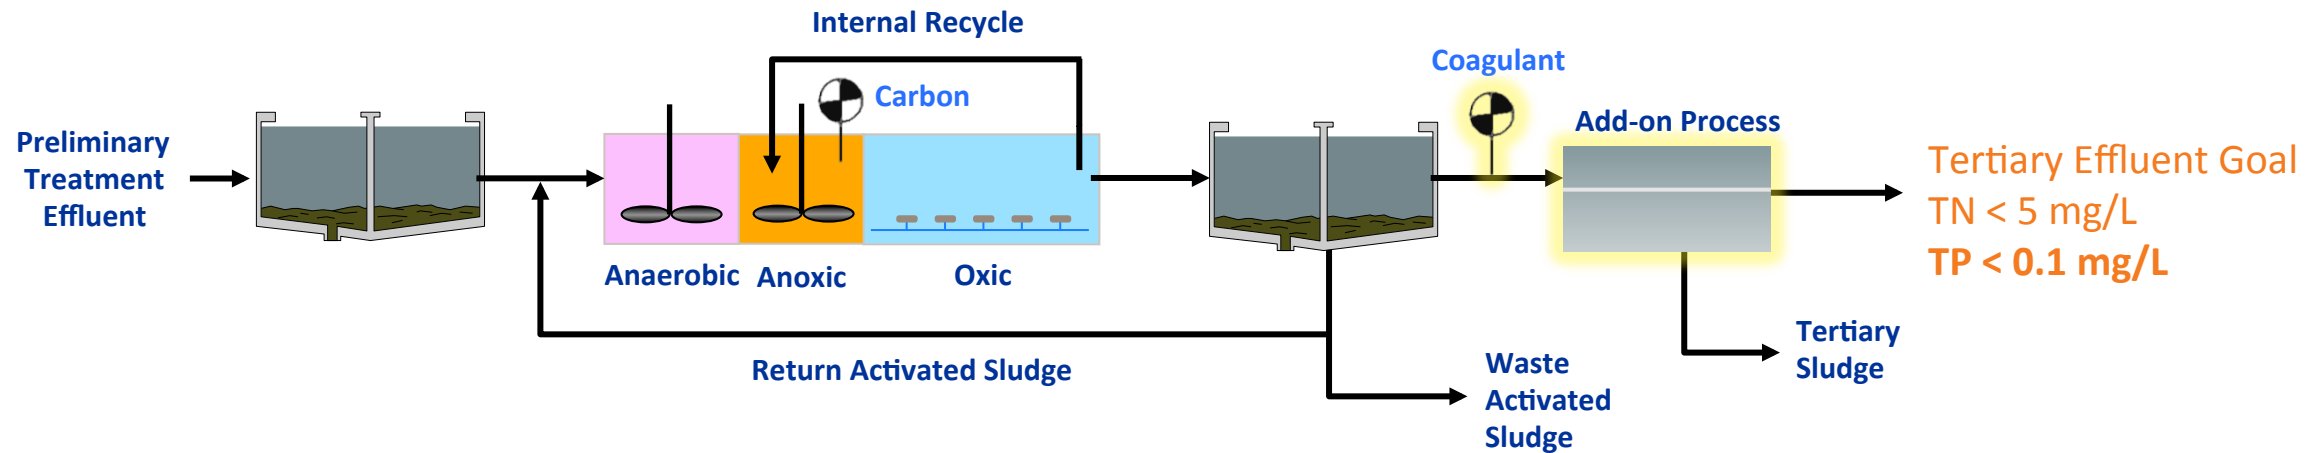 Internal Recycle
Coagulant
Carbon
Add-on Process
Preliminary
Treatment
Effluent
Tertiary Effluent Goal
TN < 5 mg/L
TP < 0.1 mg/L
Anaerobic
Anoxic
Oxic
Return Activated Sludge
Waste
Activated
Sludge
Tertiary
Sludge